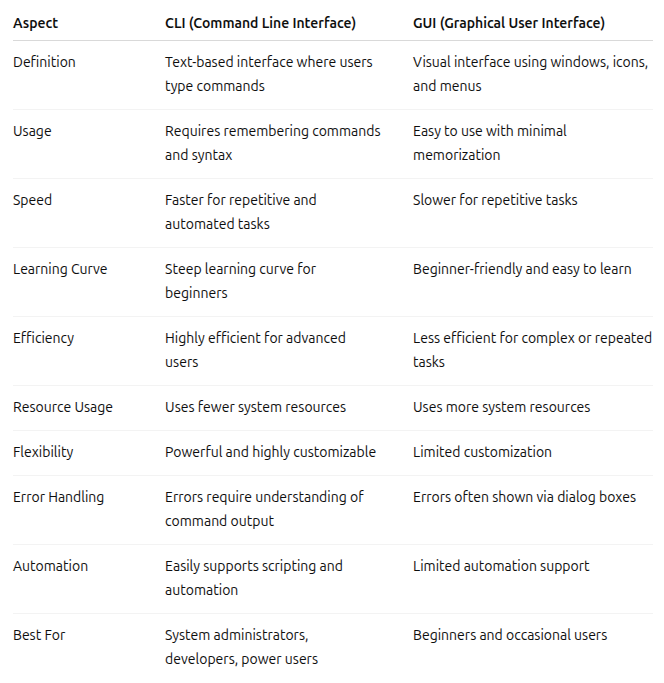 Aspect CLI (Command Line Interface) GUI (Graphical User Interface)
Definition Text-based interface where users Visual interface using windows, icons,
type commands and menus
Usage Requires remembering commands Easy to use with minimal
and syntax memorization
Speed Faster for repetitive and Slower for repetitive tasks
automated tasks
Learning Curve Steep learning curve for Beginner-friendly and easy to learn
beginners
Efficiency Highly efficient for advanced Less efficient for complex or repeated
users tasks
Resource Usage Uses fewer system resources Uses more system resources
Flexibility Powerful and highly customizable Limited customization
Error Handling Errors require understanding of Errors often shown via dialog boxes
command output
Automation Easily supports scripting and Limited automation support
automation
Best For System administrators, Beginners and occasional users
developers, power users